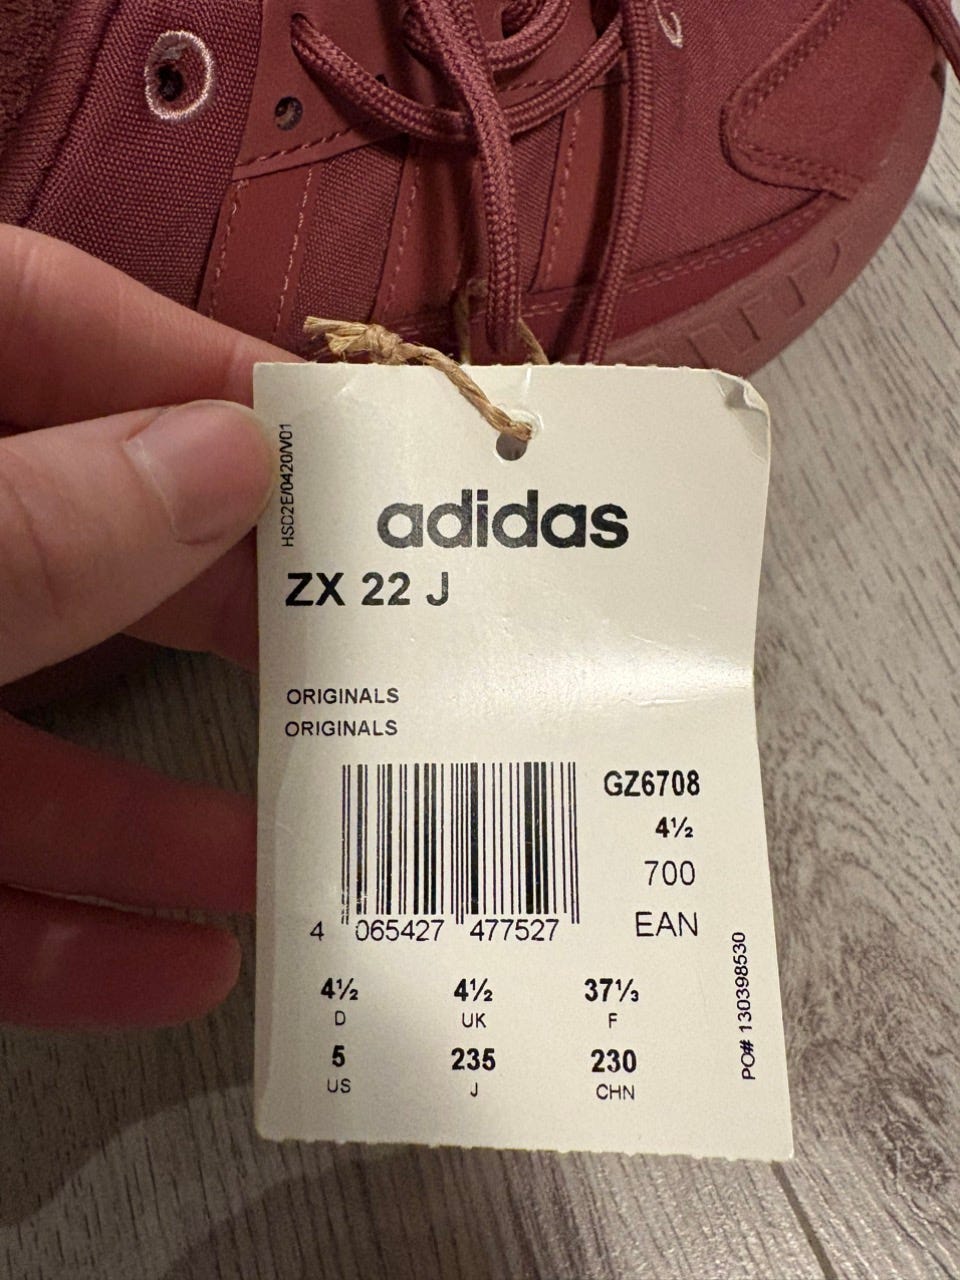 HSD2E/0420/V01
adidas
ZX 22 J
ORIGINALS
ORIGINALS
GZ6708
4½
700
EAN
4 065427 477527
4½ 4½ 37⅓
D UK F
5 235 230
US J CHN
PO# 130398530